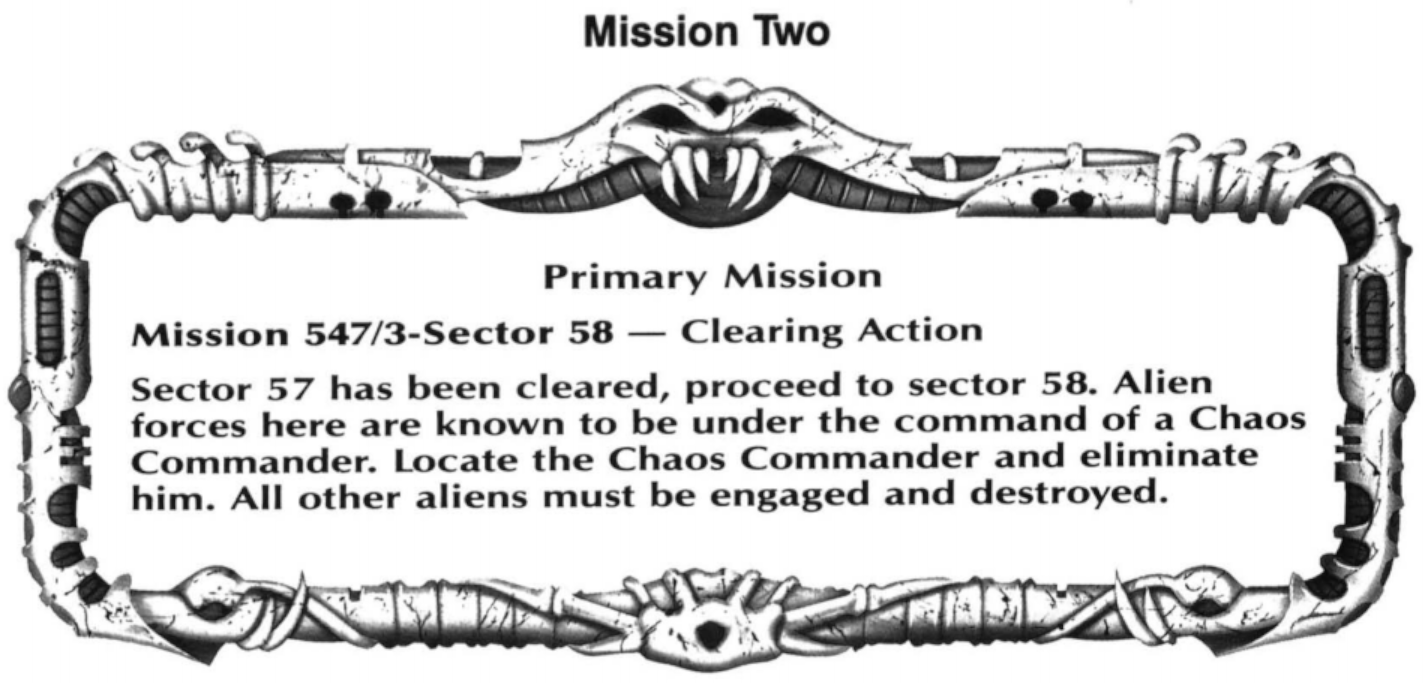 Mission Two
Primary Mission
Mission 547/3-Sector 58 — Clearing Action
Sector 57 has been cleared, proceed to sector 58. Alien
forces here are known to be under the command of a Chaos
Commander. Locate the Chaos Commander and eliminate
him. All other aliens must be engaged and destroyed.